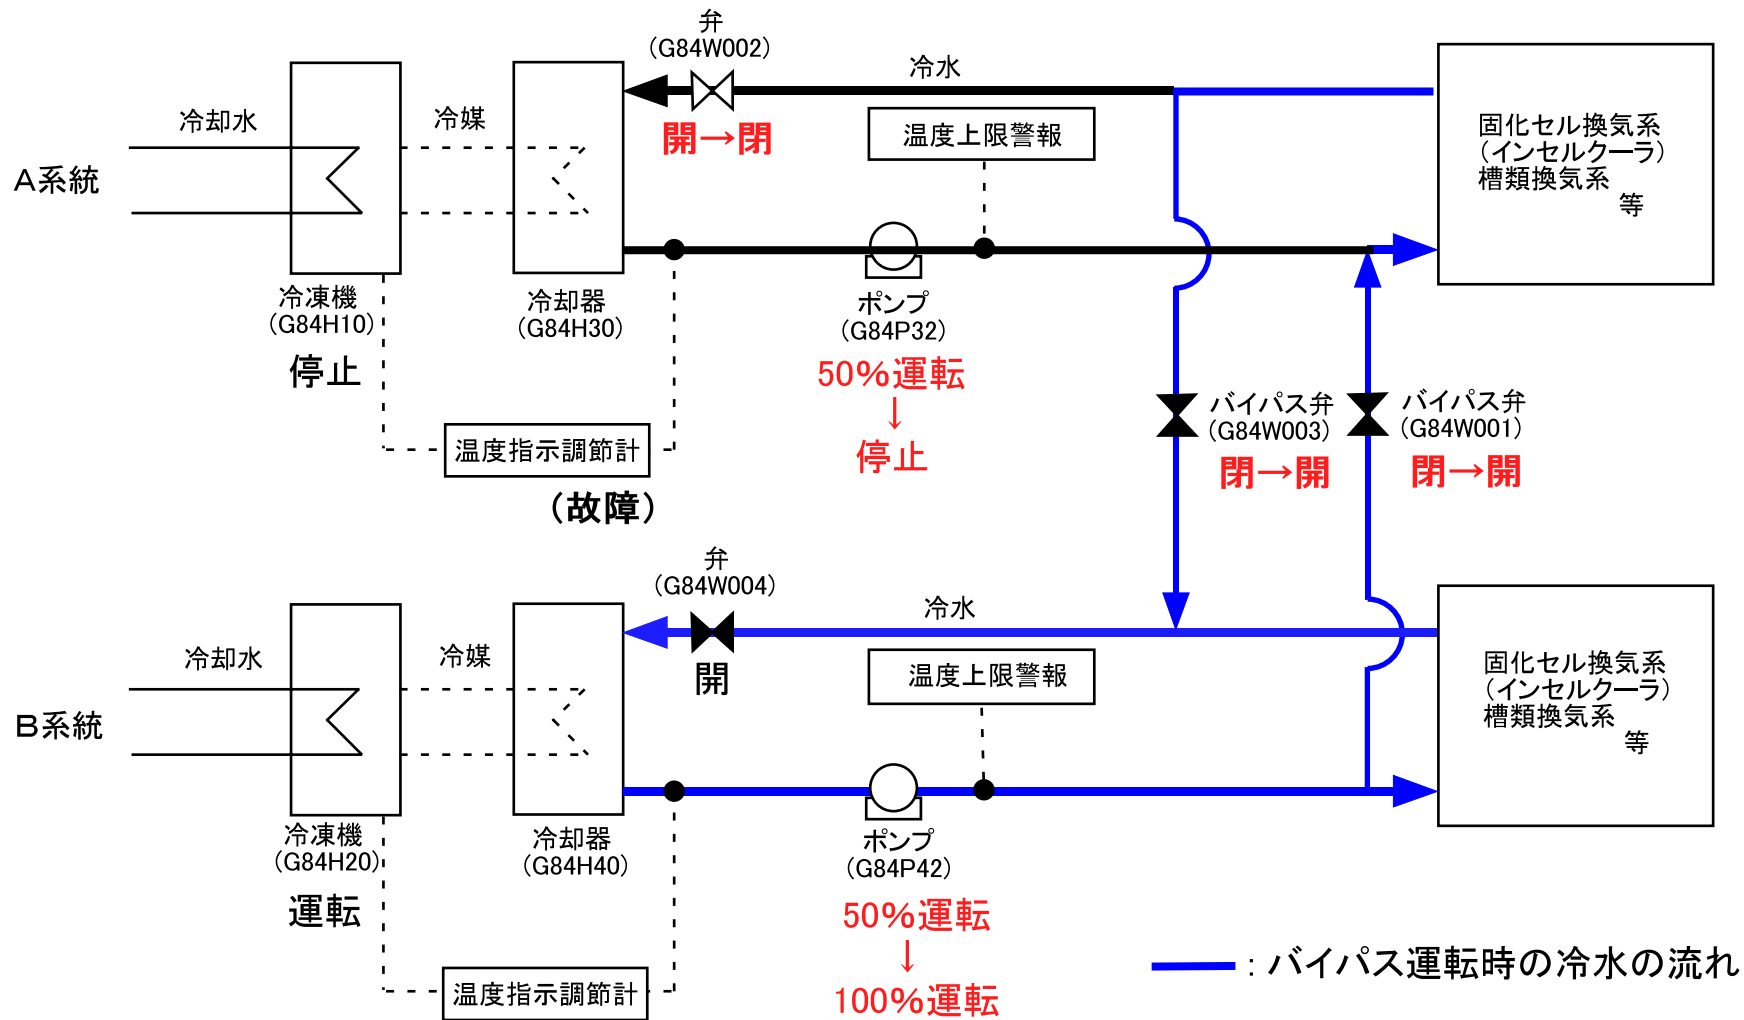 弁
（G84W002）
冷水
開→閉
冷却水
冷媒
温度上限警報
固化セル換気系
（インセルクーラ）
槽類換気系
等
A系統
冷凍機
（G84H10）
停止
冷却器
（G84H30）
ポンプ
（G84P32）
50％運転
↓
停止
温度指示調節計
（故障）
バイパス弁
（G84W003）
閉→開
バイパス弁
（G84W001）
閉→開
弁
（G84W004）
冷水
開
冷却水
冷媒
温度上限警報
固化セル換気系
（インセルクーラ）
槽類換気系
等
B系統
冷凍機
（G84H20）
運転
冷却器
（G84H40）
ポンプ
（G84P42）
50％運転
↓
100％運転
温度指示調節計
：バイパス運転時の冷水の流れ